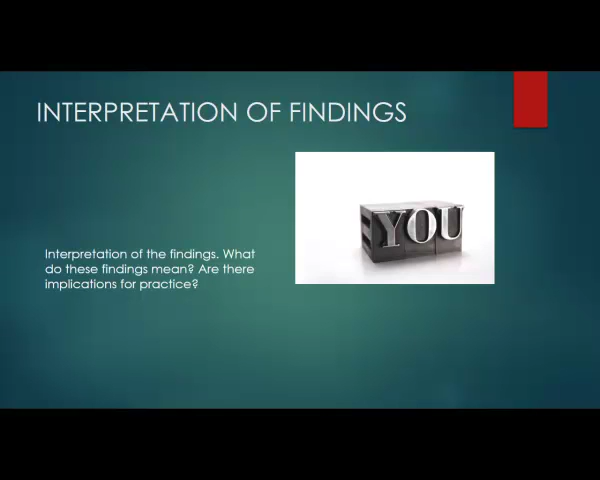 INTERPRETATION OF FINDINGS
YOU
Interpretation of the findings. What
do these findings mean? Are there
implications for practice?